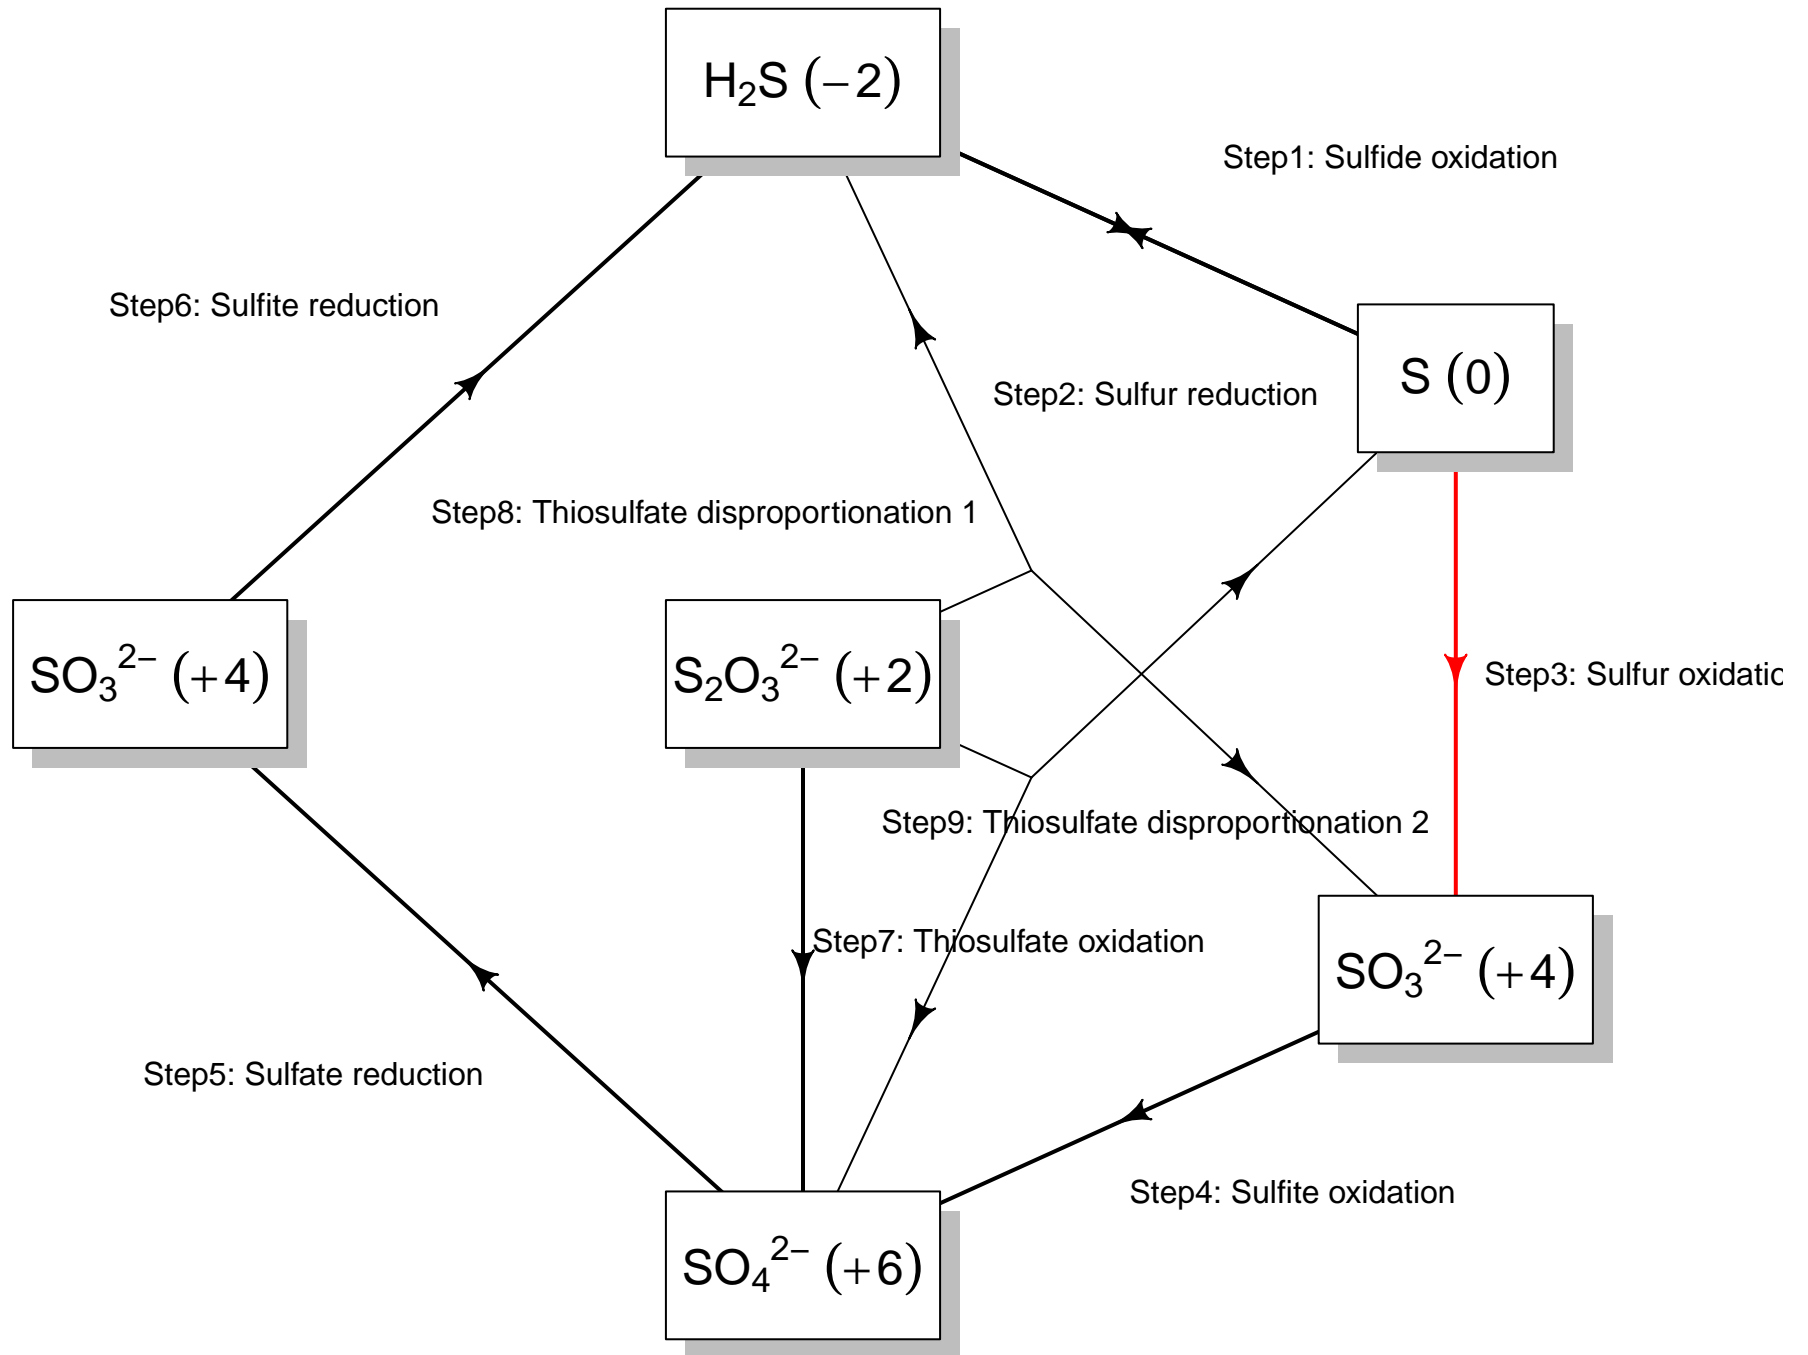 H₂S (−2)
Step1: Sulfide oxidation
Step6: Sulfite reduction
S (0)
Step2: Sulfur reduction
Step8: Thiosulfate disproportionation 1
SO₃²⁻ (+4)
S₂O₃²⁻ (+2)
Step3: Sulfur oxidatic
Step9: Thiosulfate disproportionation 2
Step7: Thiosulfate oxidation
SO₃²⁻ (+4)
Step5: Sulfate reduction
Step4: Sulfite oxidation
SO₄²⁻ (+6)